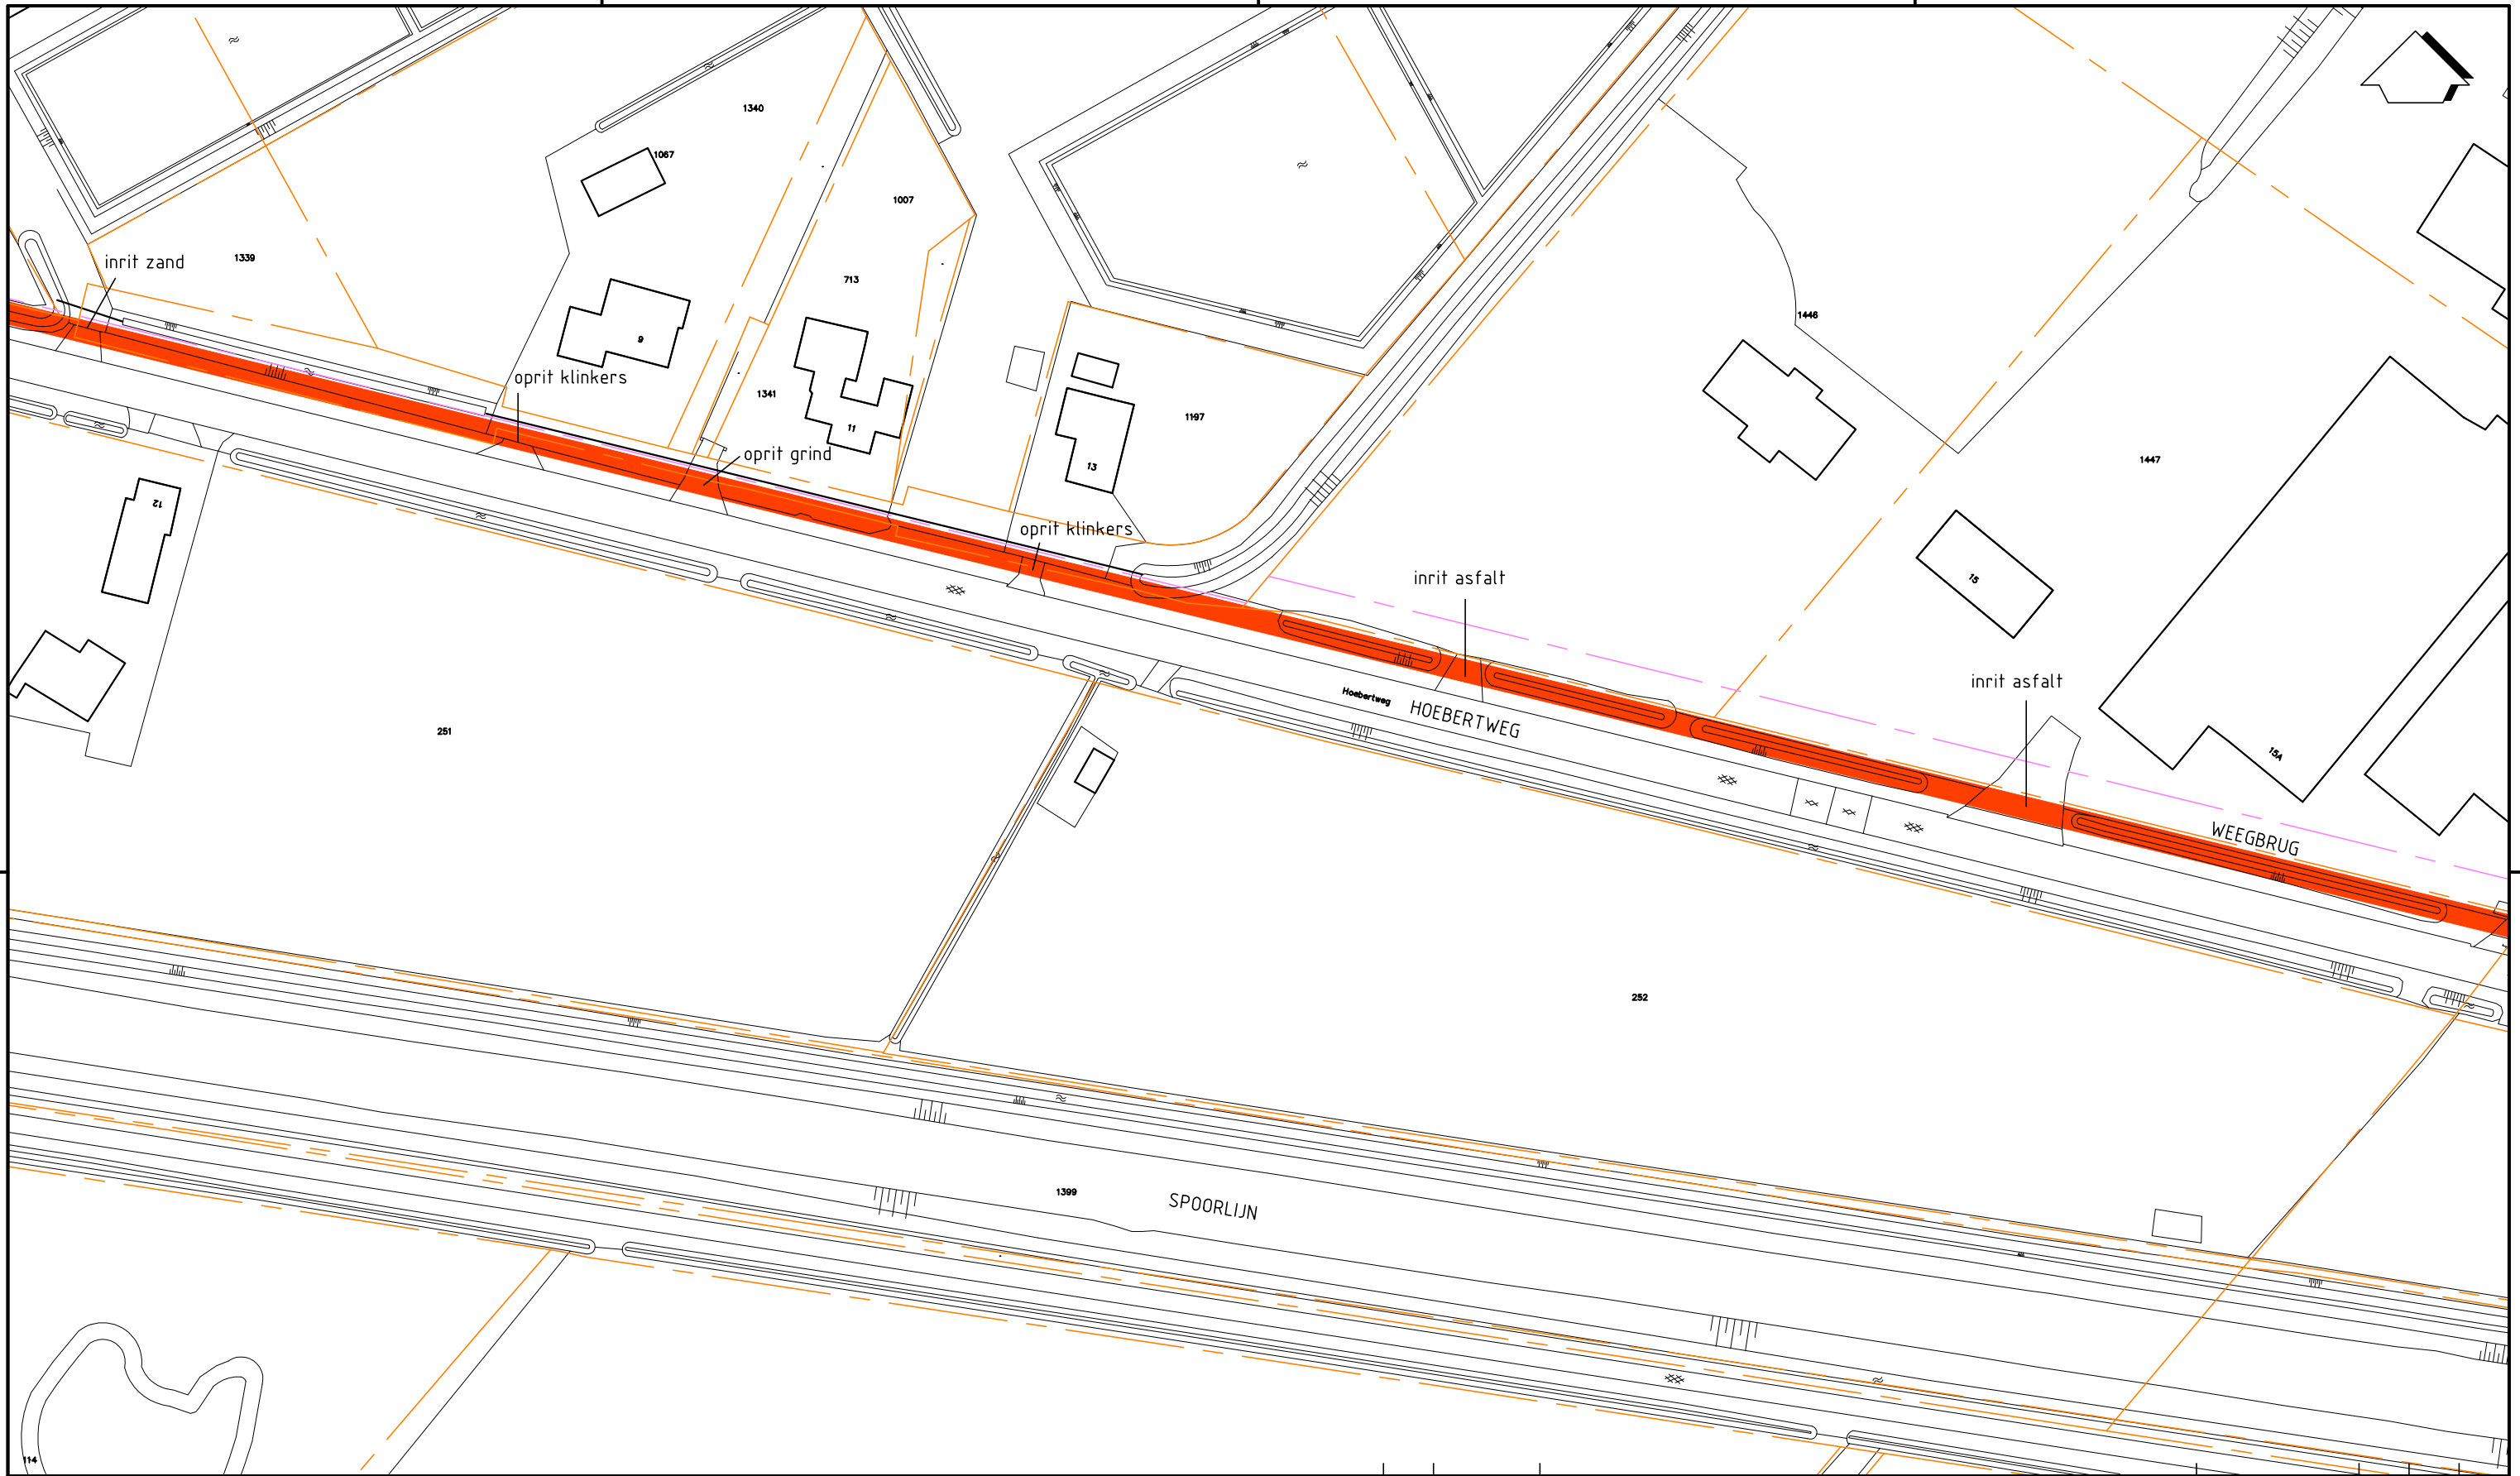 1340
1067
1007
inrit zand
1339
713
1446
9
oprit klinkers
1341
11
1197
oprit grind
13
1447
12
oprit klinkers
inrit asfalt
15
inrit asfalt
Hoebertweg
HOEBERTWEG
251
15A
WEEGBRUG
252
1399
SPOORLIJN
114